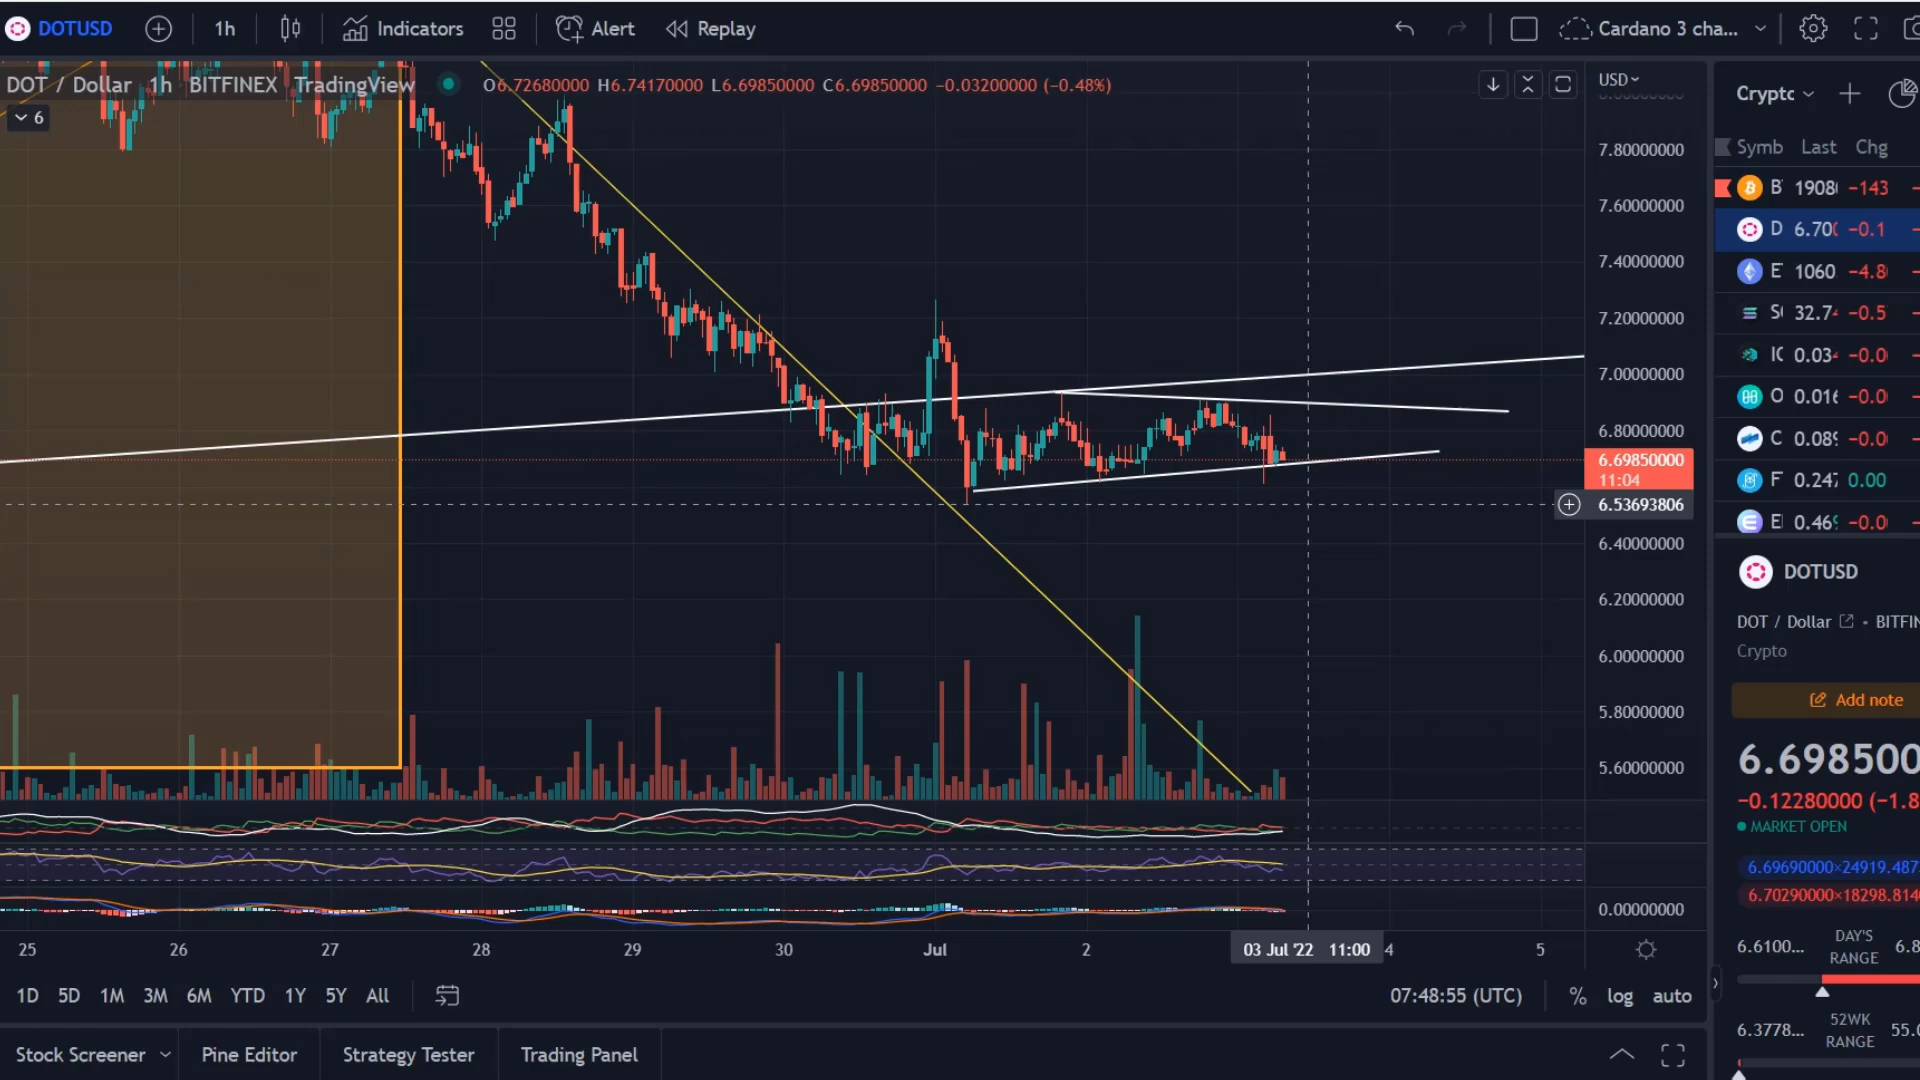 DOTUSD 1h Indicators Alert Replay Cardano 3 cha...
DOT / Dollar 1h BITFINEX TradingView O6.72680000 H6.74170000 L6.69850000 C6.69850000 −0.03200000 (−0.48%)
6
USD
7.80000000
7.60000000
7.40000000
7.20000000
7.00000000
6.80000000
6.69850000
11:04
6.53693806
6.40000000
6.20000000
6.00000000
5.80000000
5.60000000
0.00000000
25 26 27 28 29 30 Jul 2 03 Jul '22 11:00 4 5
1D 5D 1M 3M 6M YTD 1Y 5Y All 07:48:55 (UTC) % log auto
Stock Screener Pine Editor Strategy Tester Trading Panel
Symb Last Chg
−143
D 6.70 −0.1
1060 −4.8
32.7 −0.5
0.03 −0.0
0.01 −0.0
C 0.08 −0.0
F 0.24 0.00
0.46 −0.0
DOTUSD
DOT / Dollar • BITFIN
Crypto
Add note
6.698500
−0.12280000 (−1.8
MARKET OPEN
6.69690000×24919.487
6.70290000×18298.814
6.6100... DAY'S RANGE 6.8
6.3778... 52WK RANGE 55.0